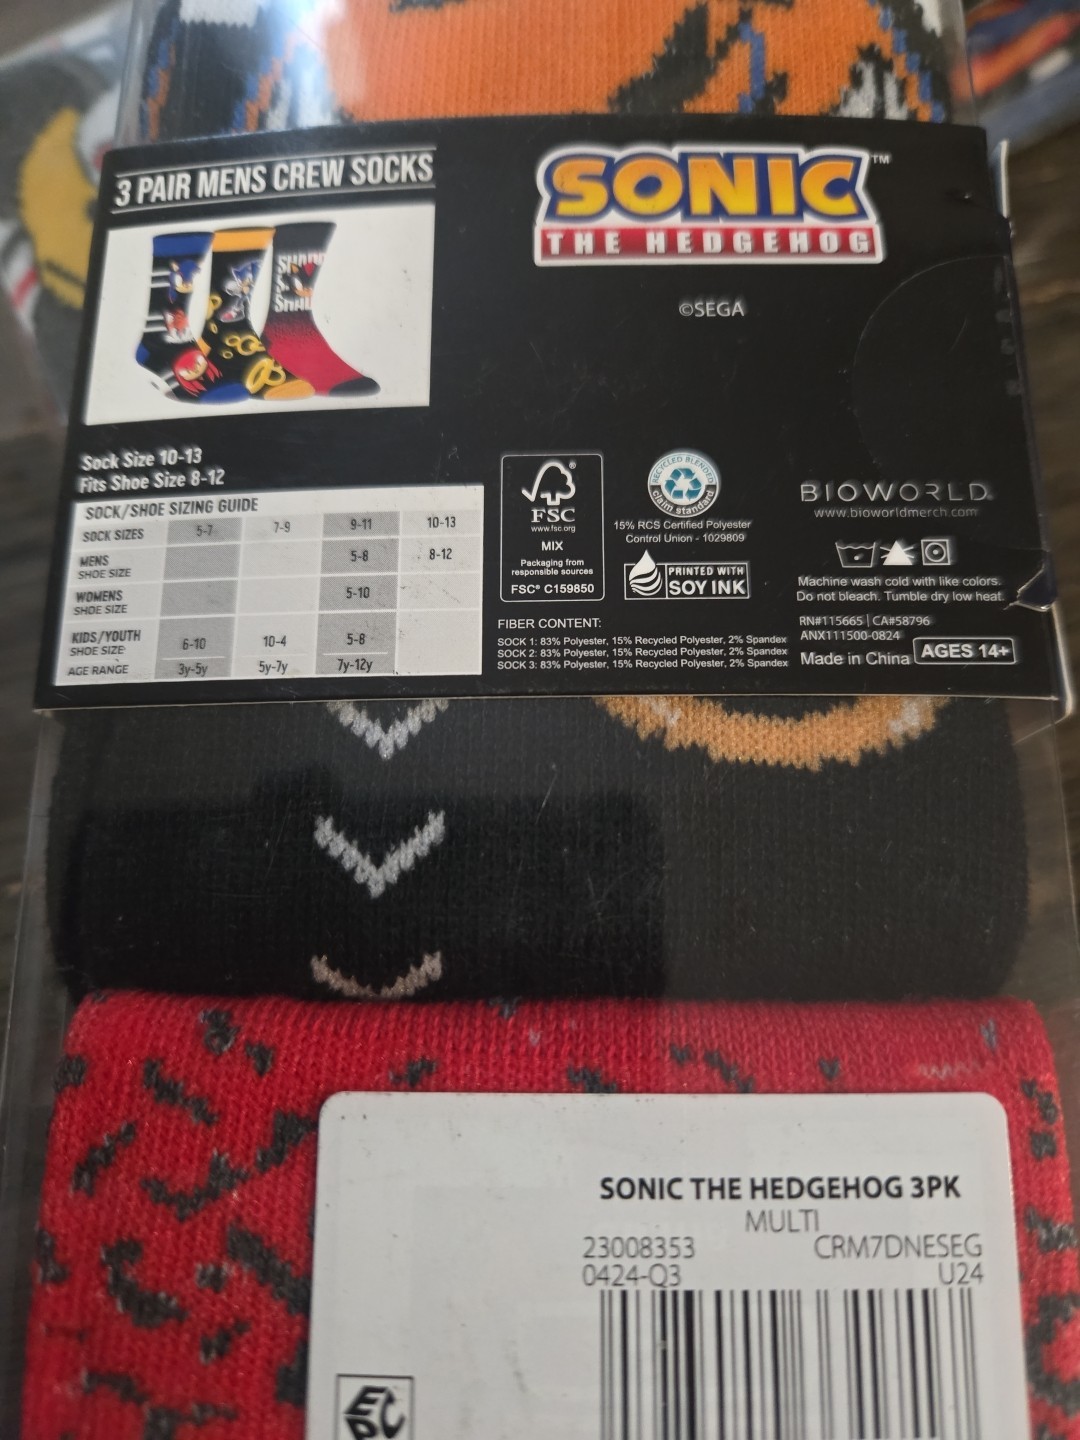 3 PAIR MENS CREW SOCKS
SONIC™
THE HEDGEHOG
©SEGA
Sock Size 10-13
Fits Shoe Size 8-12
SOCK/SHOE SIZING GUIDE
SOCK SIZES 5-7 7-9 9-11 10-13
MENS
SHOE SIZE 5-8 8-12
WOMENS
SHOE SIZE 5-10
KIDS/YOUTH
SHOE SIZE: 6-10 10-4 5-8
AGE RANGE 3y-5y 5y-7y 7y-12y
FSC®
www.fsc.org
MIX
Packaging from
responsible sources
FSC® C159850
RECYCLED BLENDED
claim standard
15% RCS Certified Polyester
Control Union - 1029809
PRINTED WITH
SOY INK
FIBER CONTENT:
SOCK 1: 83% Polyester, 15% Recycled Polyester, 2% Spandex
SOCK 2: 83% Polyester, 15% Recycled Polyester, 2% Spandex
SOCK 3: 83% Polyester, 15% Recycled Polyester, 2% Spandex
BIOWORLD
www.bioworldmerch.com
Machine wash cold with like colors.
Do not bleach. Tumble dry low heat.
RN#115665 | CA#58796
ANX111500-0824
Made in China AGES 14+
SONIC THE HEDGEHOG 3PK
MULTI
23008353 CRM7DNESEG
0424-Q3 U24